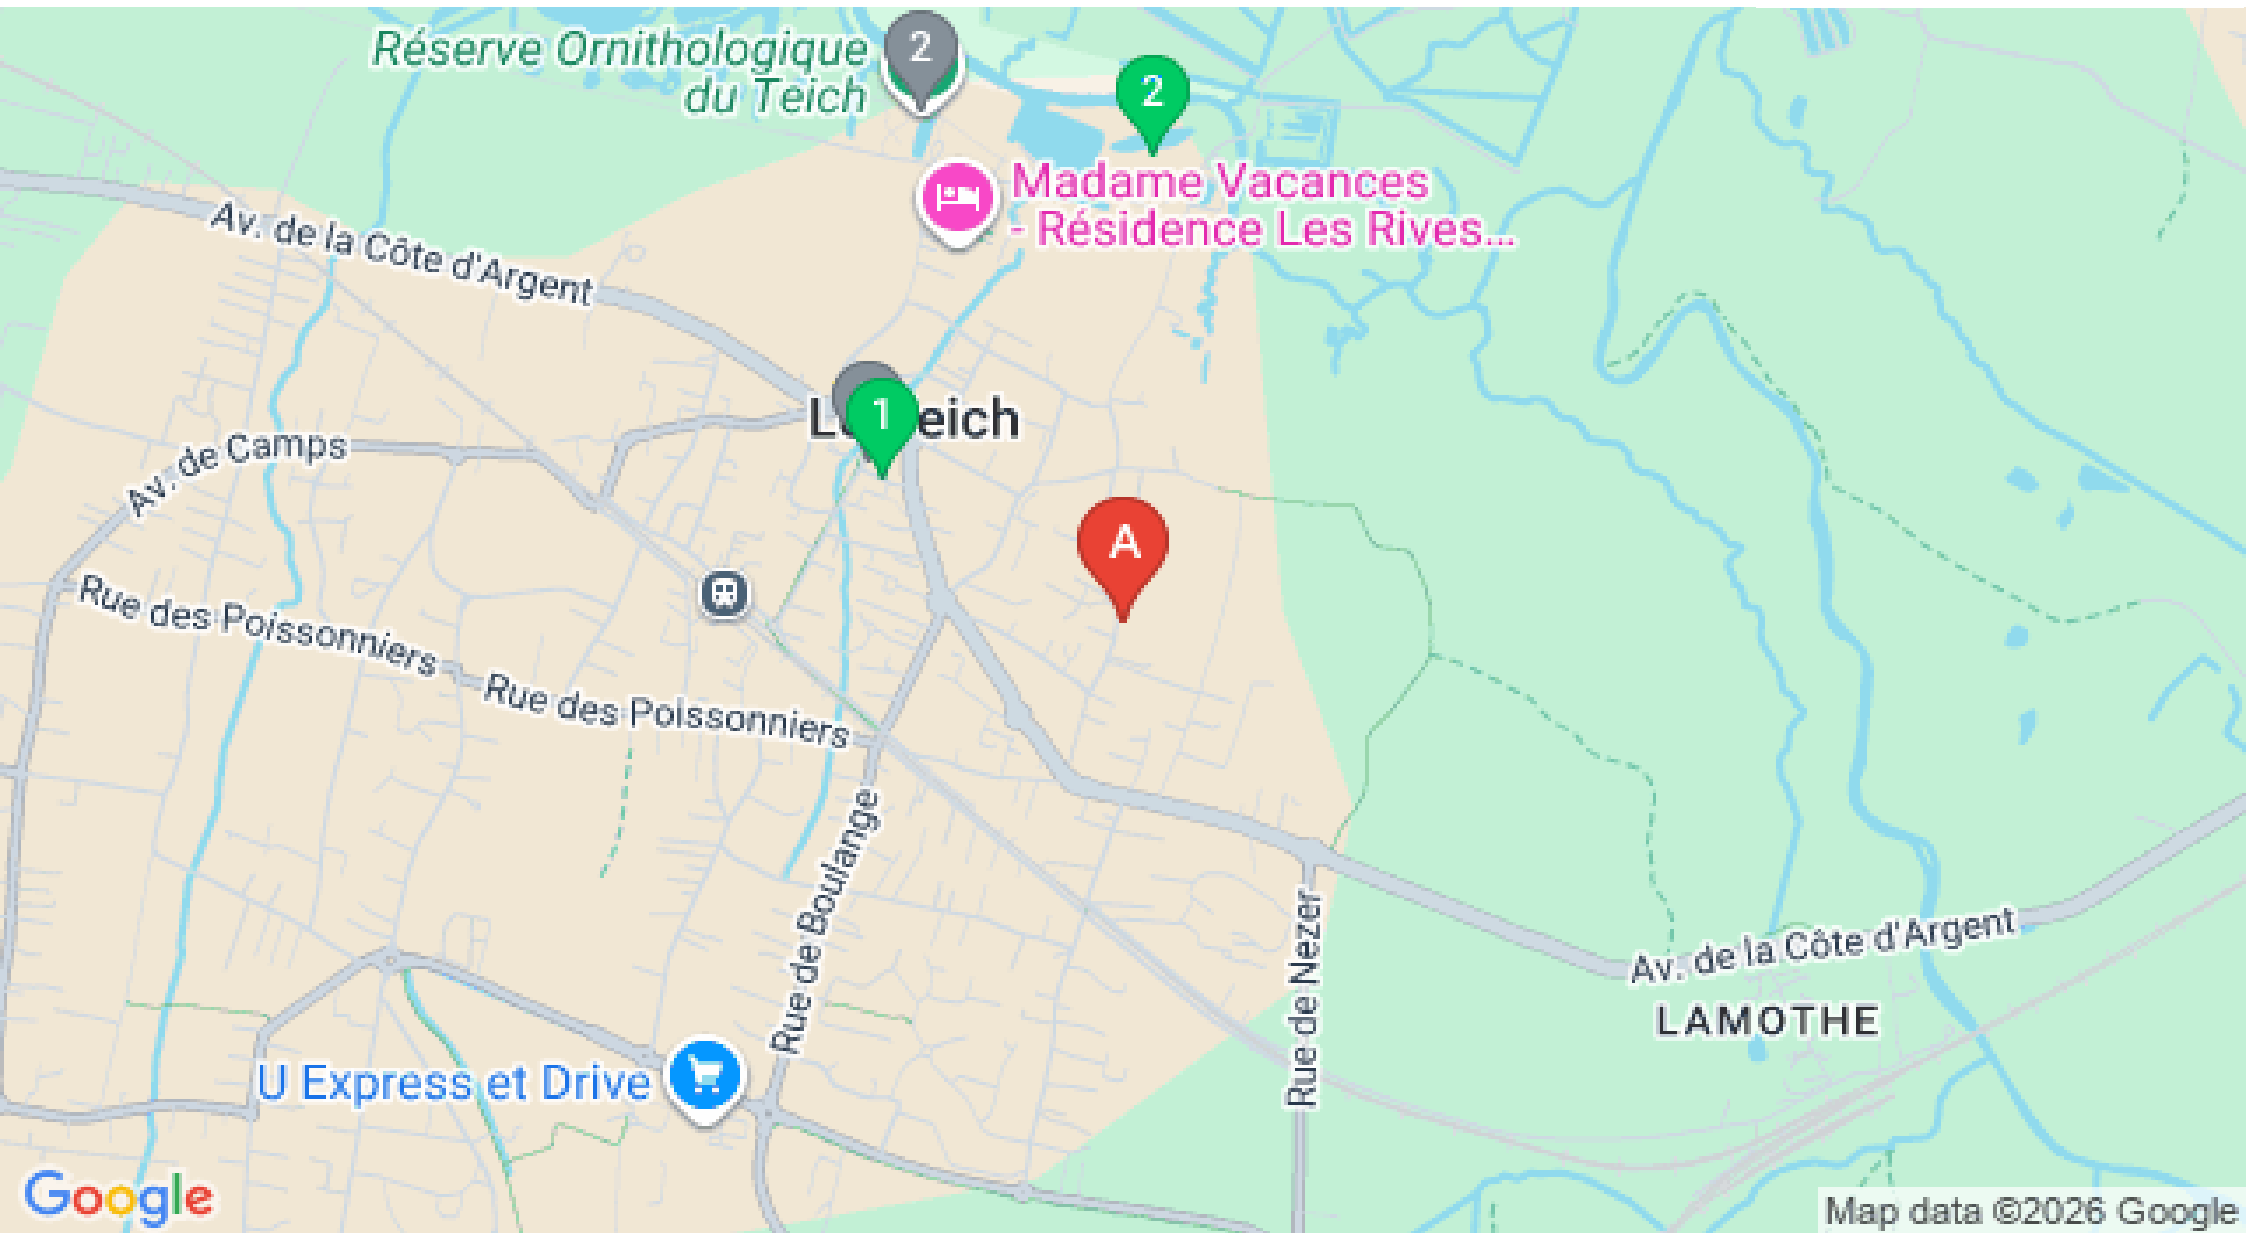 Réserve Ornithologique
du Teich
2
2
Madame Vacances
- Résidence Les Rives...
Av. de la Côte d'Argent
1
Av. de Camps
A
Rue des Poissonniers
Rue des Poissonniers
Rue de Boulange
Rue de Nezer
Av. de la Côte d'Argent
LAMOTHE
U Express et Drive
Google
Map data ©2026 Google